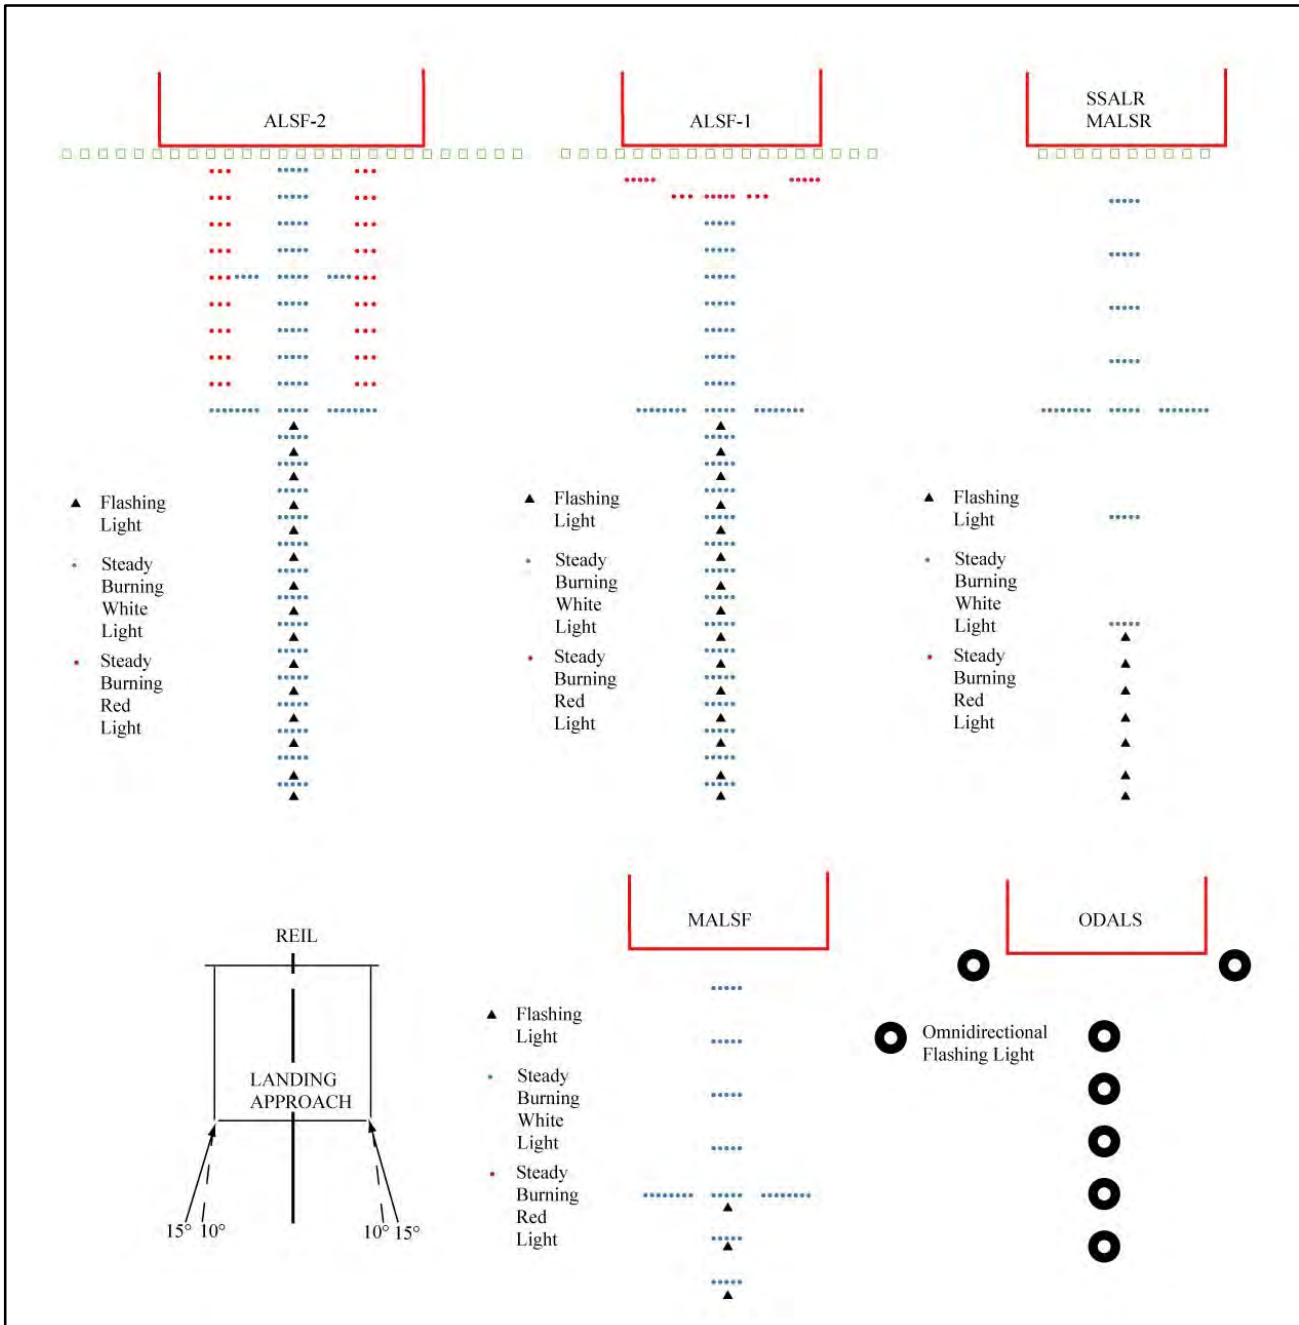 ALSF-2
ALSF-1
SSALR
MALSR
Flashing
Light
Steady
Burning
White
Light
Steady
Burning
Red
Light
Flashing
Light
Steady
Burning
White
Light
Steady
Burning
Red
Light
Flashing
Light
Steady
Burning
White
Light
Steady
Burning
Red
Light
REIL
LANDING
APPROACH
15° 10°
10° 15°
MALSF
Flashing
Light
Steady
Burning
White
Light
Steady
Burning
Red
Light
ODALS
Omnidirectional
Flashing Light